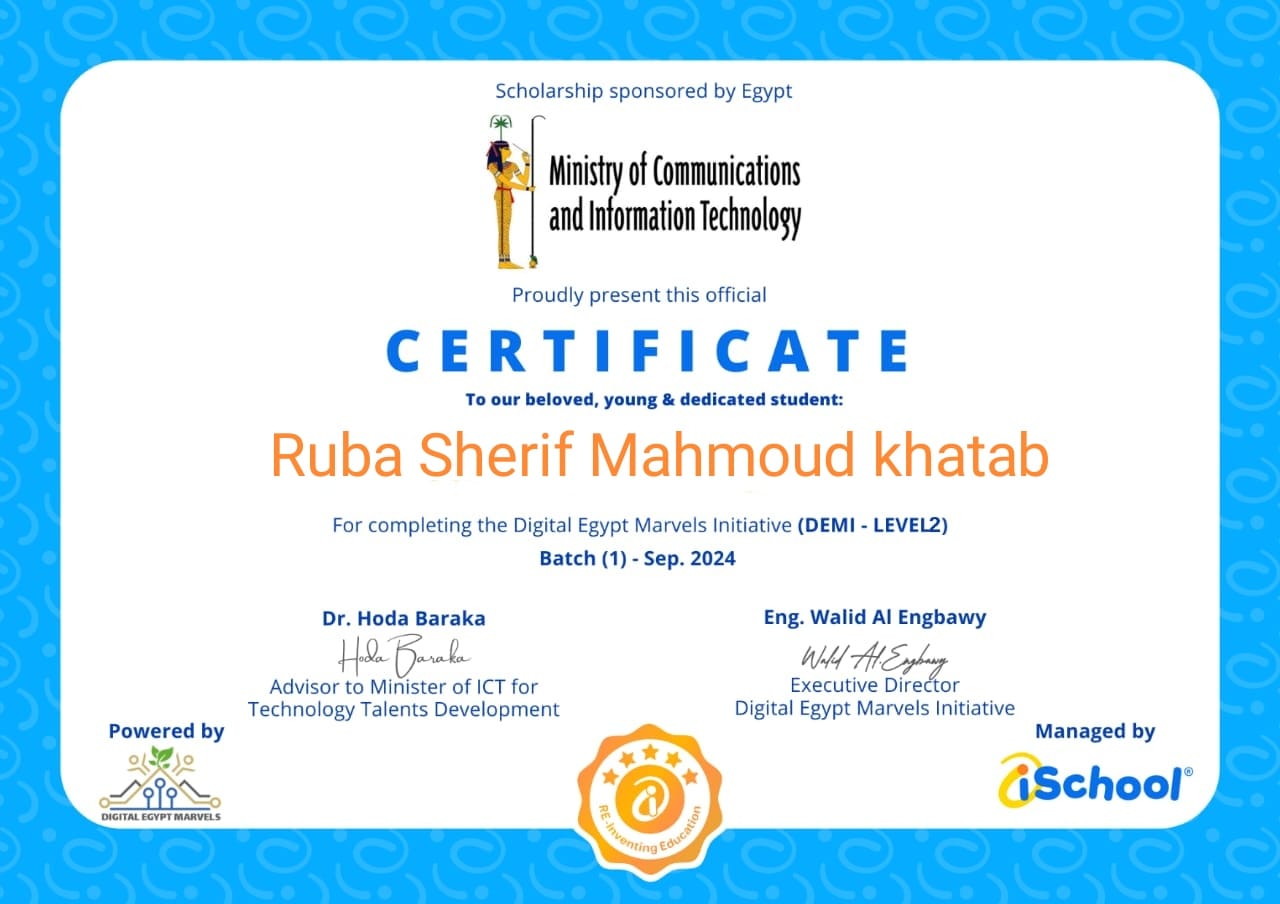 Scholarship sponsored by Egypt
Ministry of Communications
and Information Technology
Proudly present this official
CERTIFICATE
To our beloved, young & dedicated student:
Ruba Sherif Mahmoud khatab
For completing the Digital Egypt Marvels Initiative (DEMI - LEVEL2)
Batch (1) - Sep. 2024
Dr. Hoda Baraka
Hoda Baraka
Advisor to Minister of ICT for
Technology Talents Development
Eng. Walid Al Engbawy
Walid Al.Engbawy
Executive Director
Digital Egypt Marvels Initiative
Powered by
DIGITAL EGYPT MARVELS
RE-Inventing Education
Managed by
iSchool®